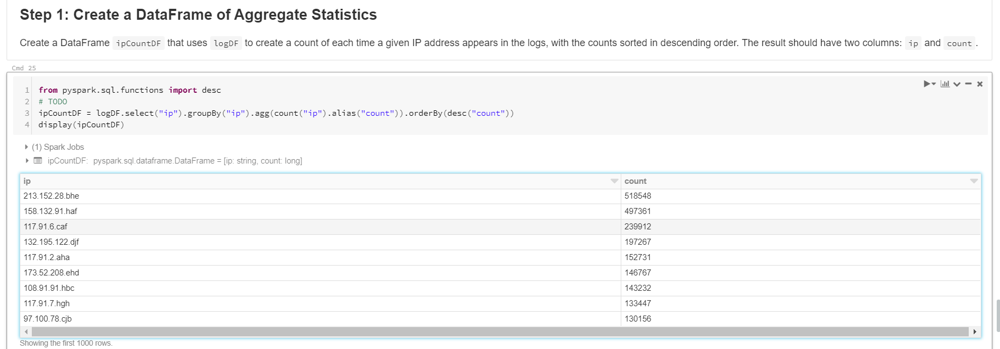 Step 1: Create a DataFrame of Aggregate Statistics
Create a DataFrame ipCountDF that uses logDF to create a count of each time a given IP address appears in the logs, with the counts sorted in descending order. The result should have two columns: ip and count .
Cmd 25
1 from pyspark.sql.functions import desc
2 # TODO
3 ipCountDF = logDF.select("ip").groupBy("ip").agg(count("ip").alias("count")).orderBy(desc("count"))
4 display(ipCountDF)
(1) Spark Jobs
ipCountDF: pyspark.sql.dataframe.DataFrame = [ip: string, count: long]
ip count
213.152.28.bhe 518548
158.132.91.haf 497361
117.91.6.caf 239912
132.195.122.djf 197267
117.91.2.aha 152731
173.52.208.ehd 146767
108.91.91.hbc 143232
117.91.7.hgh 133447
97.100.78.cjb 130156
Showing the first 1000 rows.